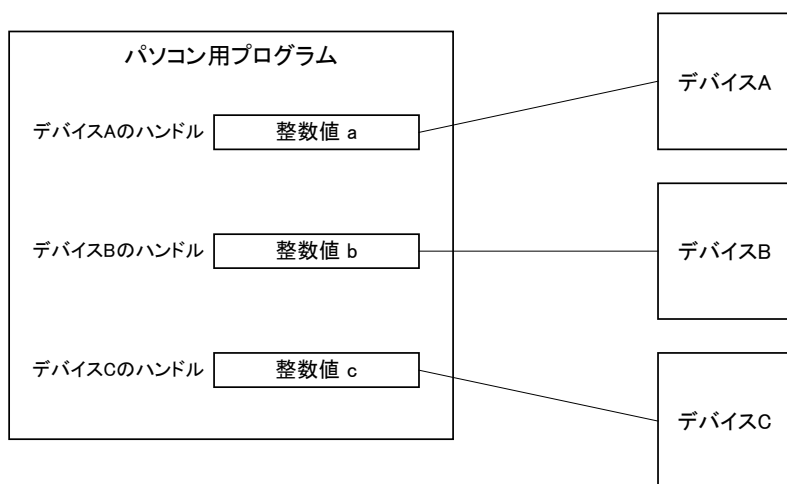 パソコン用プログラム
デバイスAのハンドル
整数値 a
デバイスA
デバイスBのハンドル
整数値 b
デバイスB
デバイスCのハンドル
整数値 c
デバイスC